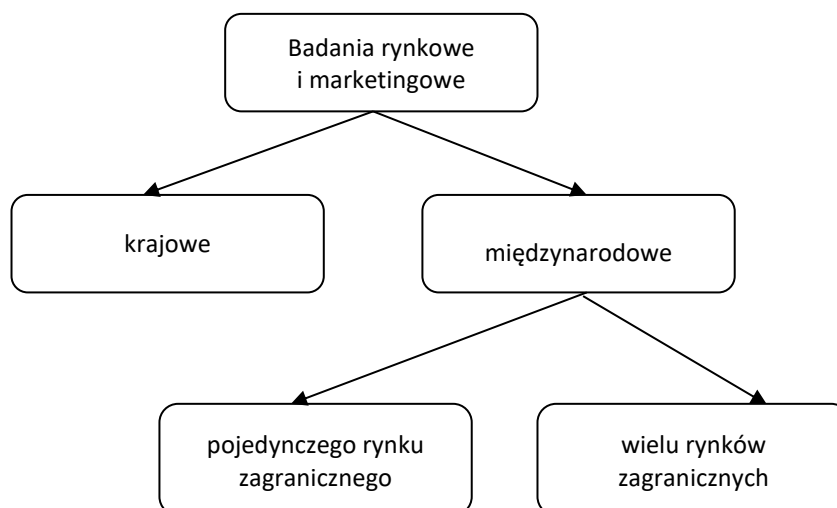 Badania rynkowe
i marketingowe
krajowe
międzynarodowe
pojedynczego rynku
zagranicznego
wielu rynków
zagranicznych